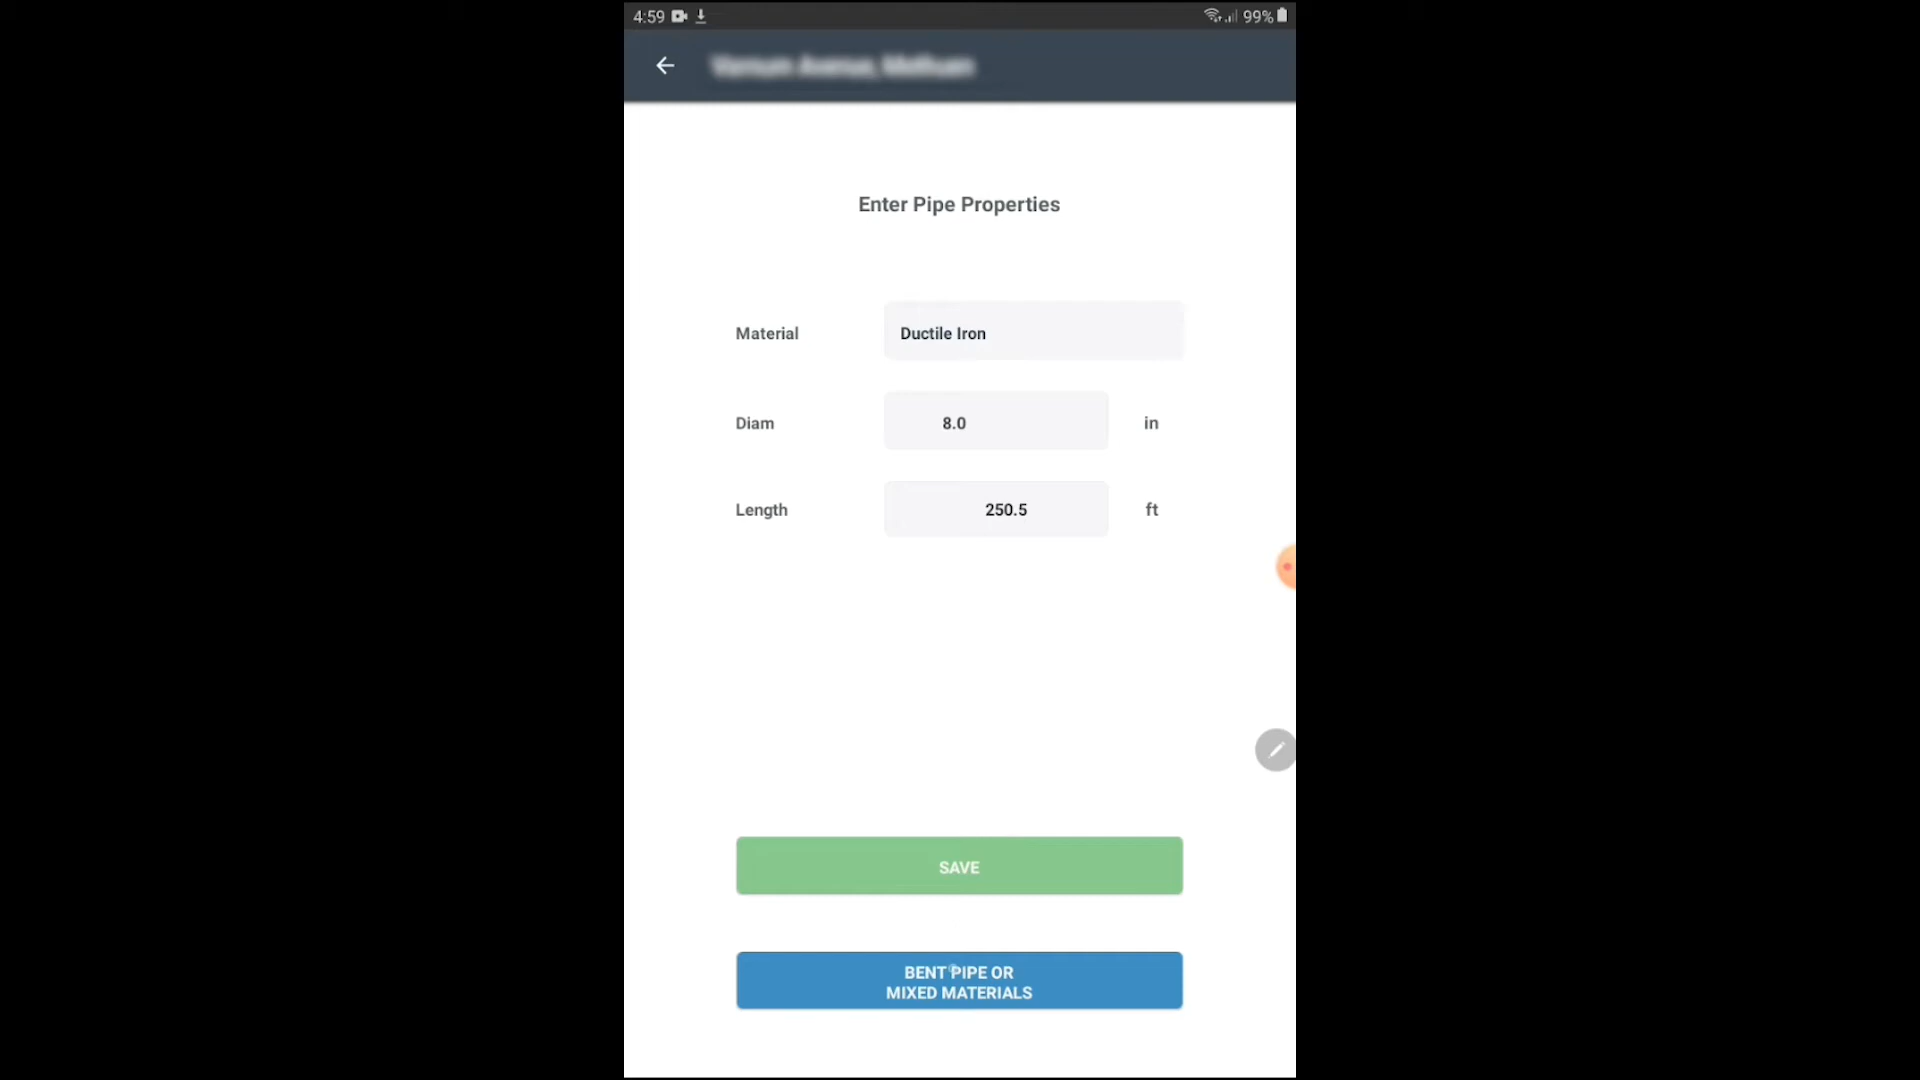 4:59 99%
Enter Pipe Properties
Material Ductile Iron
Diam 8.0 in
Length 250.5 ft
SAVE
BENT PIPE OR
MIXED MATERIALS